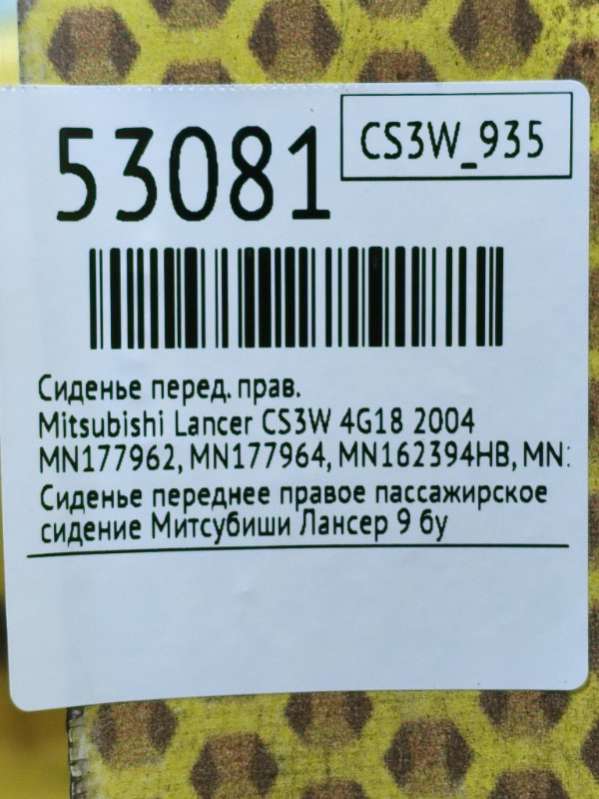 53081
CS3W_935
Сиденье перед. прав.
Mitsubishi Lancer CS3W 4G18 2004
MN177962, MN177964, MN162394HB, MN:
Сиденье переднее правое пассажирское
сидение Митсубиши Лансер 9 бу